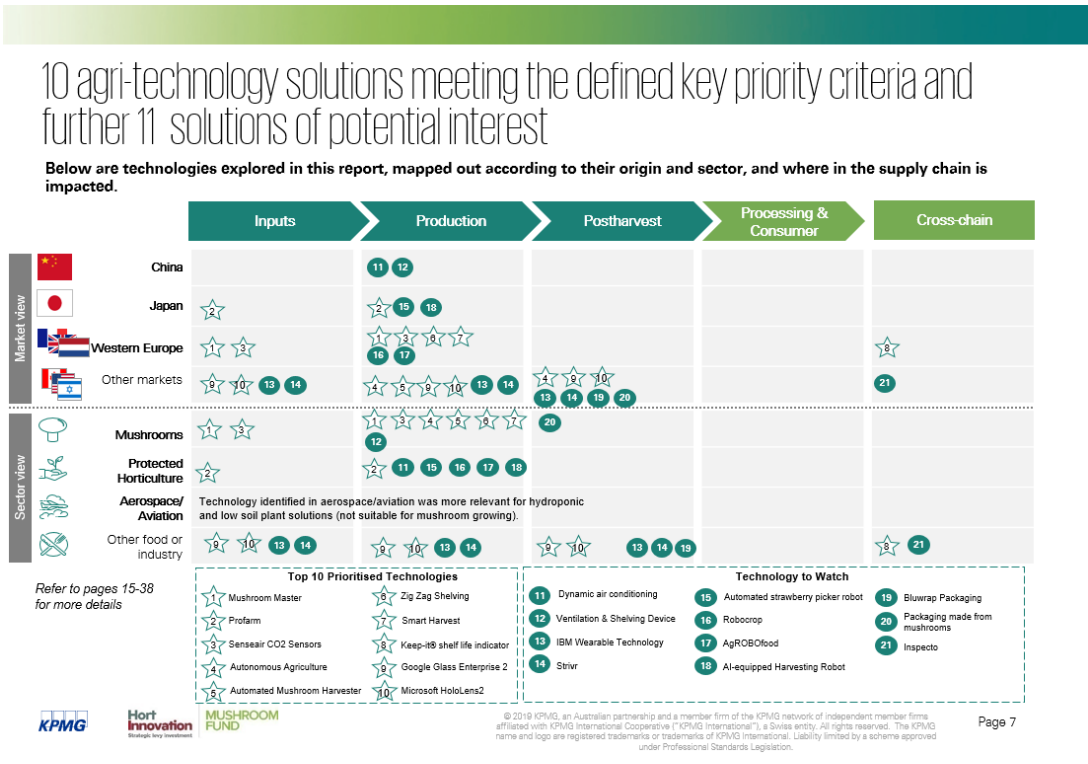 10 agri-technology solutions meeting the defined key priority criteria and
further 11 solutions of potential interest
Below are technologies explored in this report, mapped out according to their origin and sector, and where in the supply chain is
impacted.
Inputs
Production
Postharvest
Processing &
Consumer
Cross-chain
Market view
China
11 12
Japan
2
2 15 18
Western Europe
1 3
1 3 6 7
16 17
8
Other markets
9 10 13 14
4 5 9 10 13 14
4 9 10
13 14 19 20
21
Sector view
Mushrooms
1 3
1 3 4 5 6 7
12
20
Protected
Horticulture
2
2 11 15 16 17 18
Aerospace/
Aviation
Technology identified in aerospace/aviation was more relevant for hydroponic
and low soil plant solutions (not suitable for mushroom growing).
Other food or
industry
9 10 13 14
9 10 13 14
9 10 13 14 19
8 21
Refer to pages 15-38
for more details
Top 10 Prioritised Technologies
1 Mushroom Master
2 Profarm
3 Senseair CO2 Sensors
4 Autonomous Agriculture
5 Automated Mushroom Harvester
6 Zig Zag Shelving
7 Smart Harvest
8 Keep-it® shelf life indicator
9 Google Glass Enterprise 2
10 Microsoft HoloLens2
Technology to Watch
11 Dynamic air conditioning
12 Ventilation & Shelving Device
13 IBM Wearable Technology
14 Strivr
15 Automated strawberry picker robot
16 Robocrop
17 AgROBOfood
18 AI-equipped Harvesting Robot
19 Bluwrap Packaging
20 Packaging made from
mushrooms
21 Inspecto
KPMG
Hort
Innovation
Strategic levy investment
MUSHROOM
FUND
© 2019 KPMG, an Australian partnership and a member firm of the KPMG network of independent member firms
affiliated with KPMG International Cooperative ("KPMG International"), a Swiss entity. All rights reserved. The KPMG
name and logo are registered trademarks or trademarks of KPMG International. Liability limited by a scheme approved
under Professional Standards Legislation.
Page 7